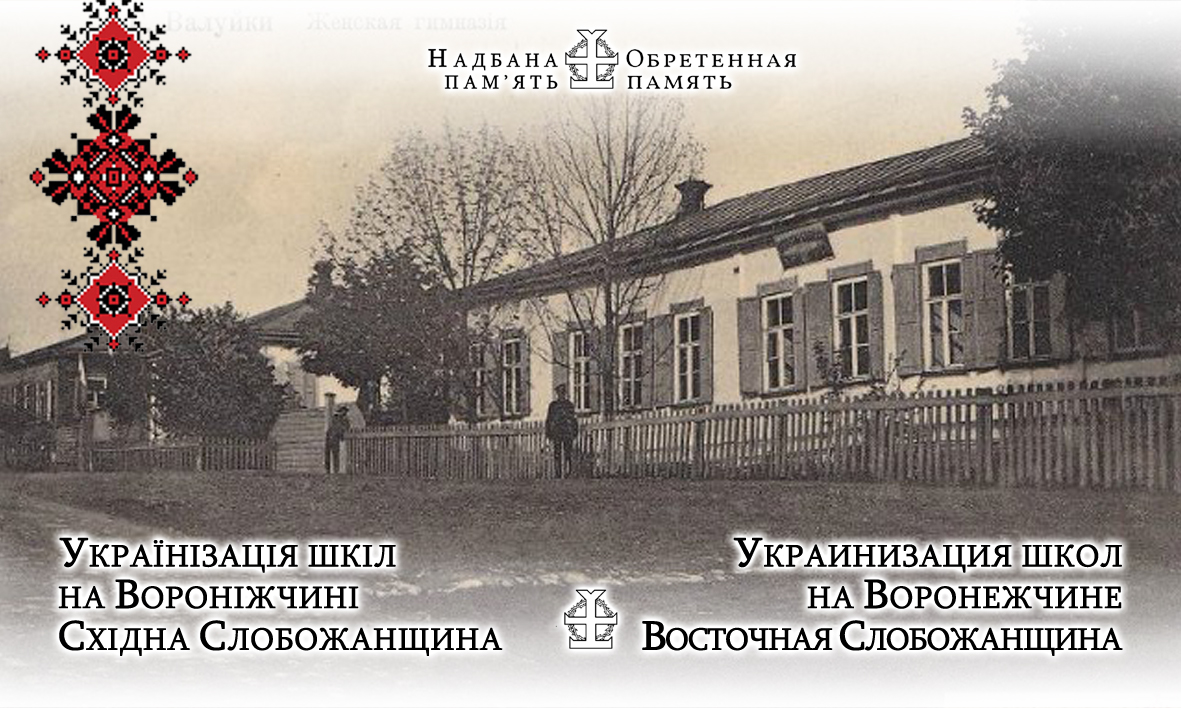 Валуйки Женская гимназія
Надбана
пам'ять
Обретенная
память
Українізація шкіл
на Вороніжчині
Східна Слобожанщина
Украинизация школ
на Воронежчине
Восточная Слобожанщина